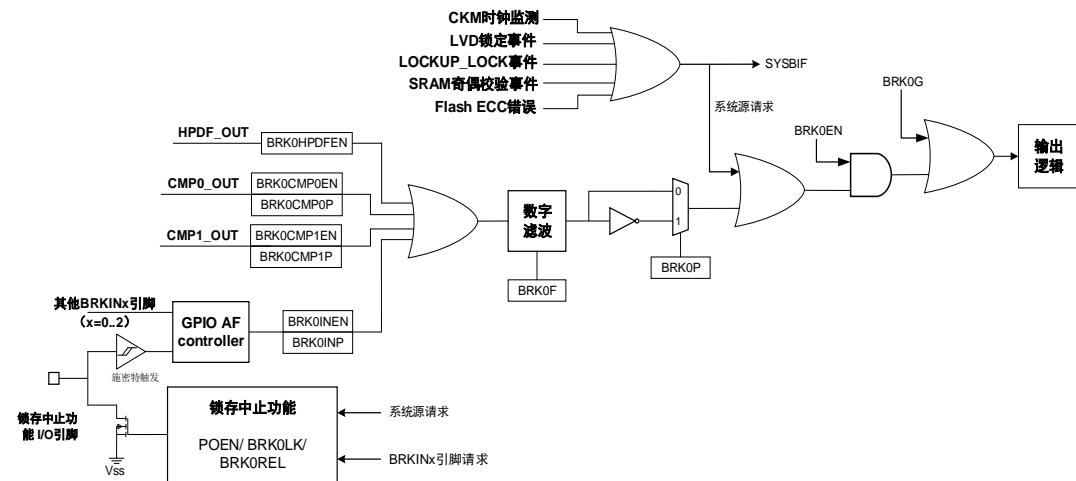 CKM时钟监测
LVD锁定事件
LOCKUP_LOCK事件
SRAM奇偶校验事件
Flash ECC错误
SYSBIF
系统源请求
BRK0G
BRK0EN
输出
逻辑
HPDF_OUT
BRK0HPDFEN
CMP0_OUT
BRK0CMP0EN
BRK0CMP0P
CMP1_OUT
BRK0CMP1EN
BRK0CMP1P
数字
滤波
BRK0F
0
1
BRK0P
其他BRKINx引脚
（x=0..2）
GPIO AF
controller
BRK0INEN
BRK0INP
施密特触发
锁存中止功
能 I/O引脚
Vss
锁存中止功能
POEN/ BRK0LK/
BRK0REL
系统源请求
BRKINx引脚请求